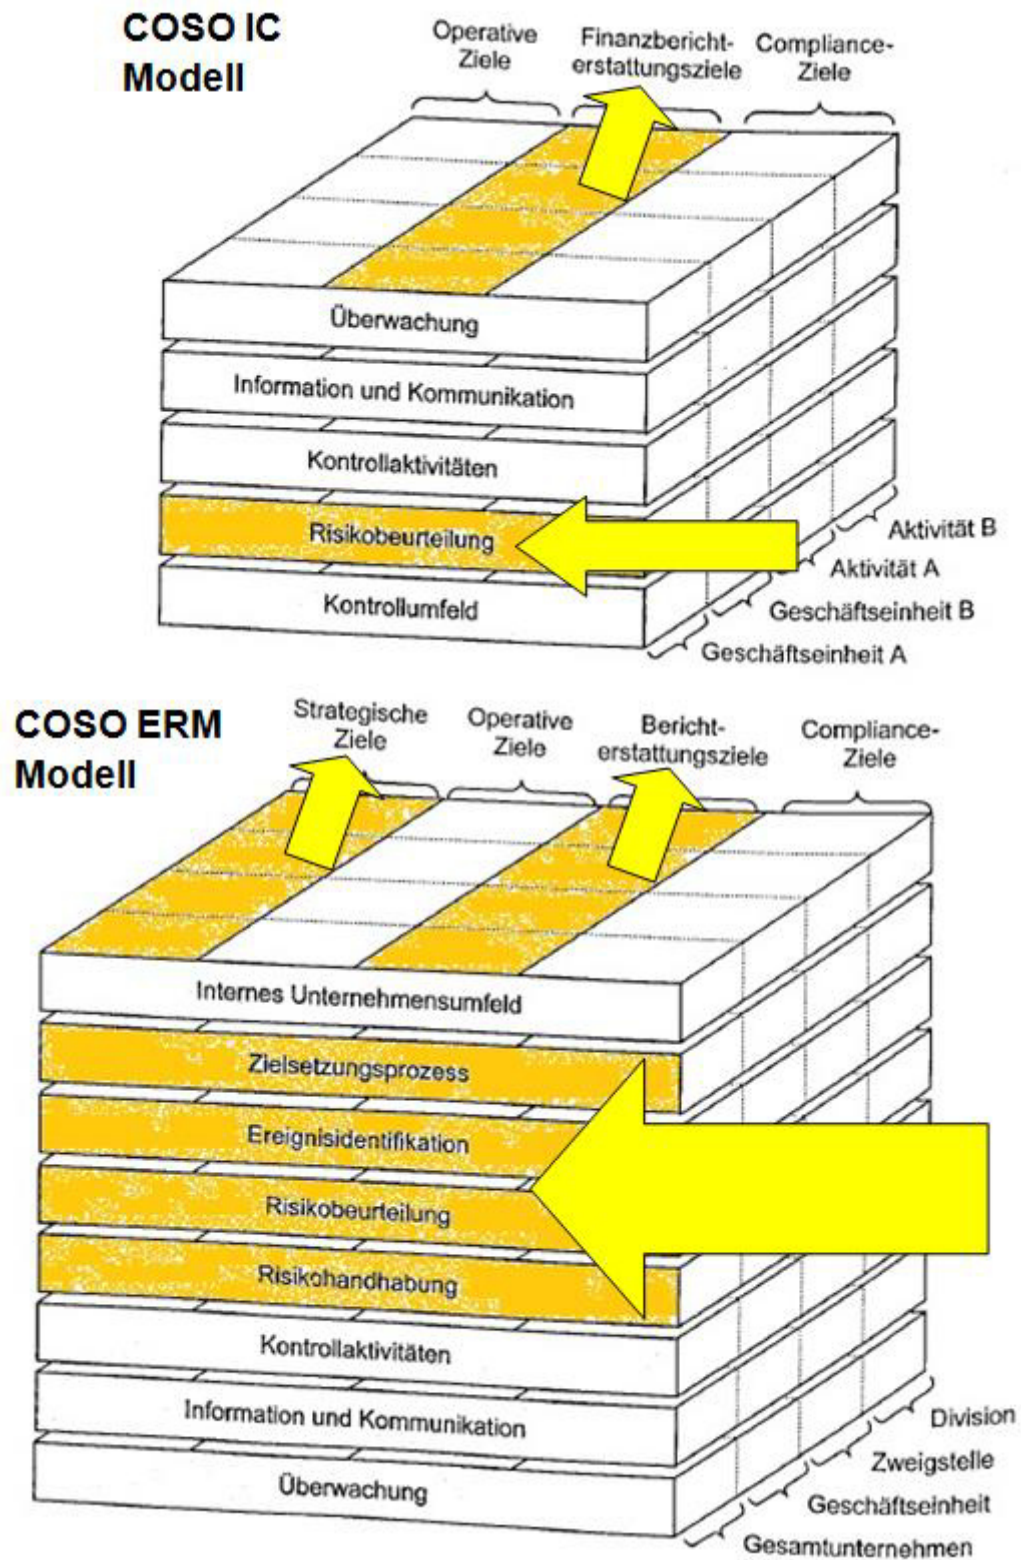 COSO IC
Modell
Operative
Ziele
Finanzbericht-
erstattungsziele
Compliance-
Ziele
Überwachung
Information und Kommunikation
Kontrollaktivitäten
Risikobeurteilung
Kontrollumfeld
Aktivität B
Aktivität A
Geschäftseinheit B
Geschäftseinheit A
COSO ERM
Modell
Strategische
Ziele
Operative
Ziele
Bericht-
erstattungsziele
Compliance-
Ziele
Internes Unternehmensumfeld
Zielsetzungsprozess
Ereignisidentifikation
Risikobeurteilung
Risikohandhabung
Kontrollaktivitäten
Information und Kommunikation
Überwachung
Division
Zweigstelle
Geschäftseinheit
Gesamtunternehmen